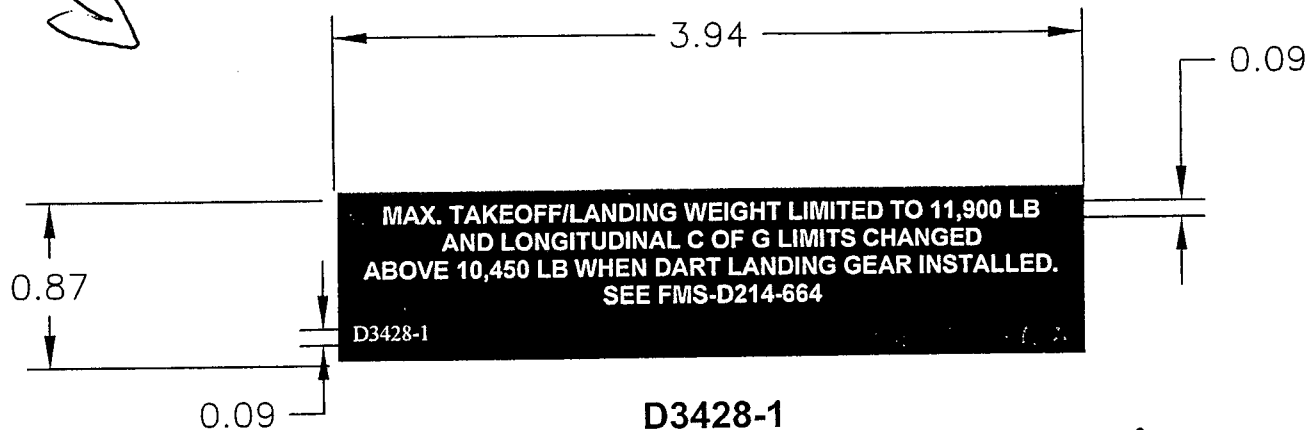 3.94
0.09
MAX. TAKEOFF/LANDING WEIGHT LIMITED TO 11,900 LB
AND LONGITUDINAL C OF G LIMITS CHANGED
ABOVE 10,450 LB WHEN DART LANDING GEAR INSTALLED.
SEE FMS-D214-664
0.87
D3428-1
0.09
D3428-1